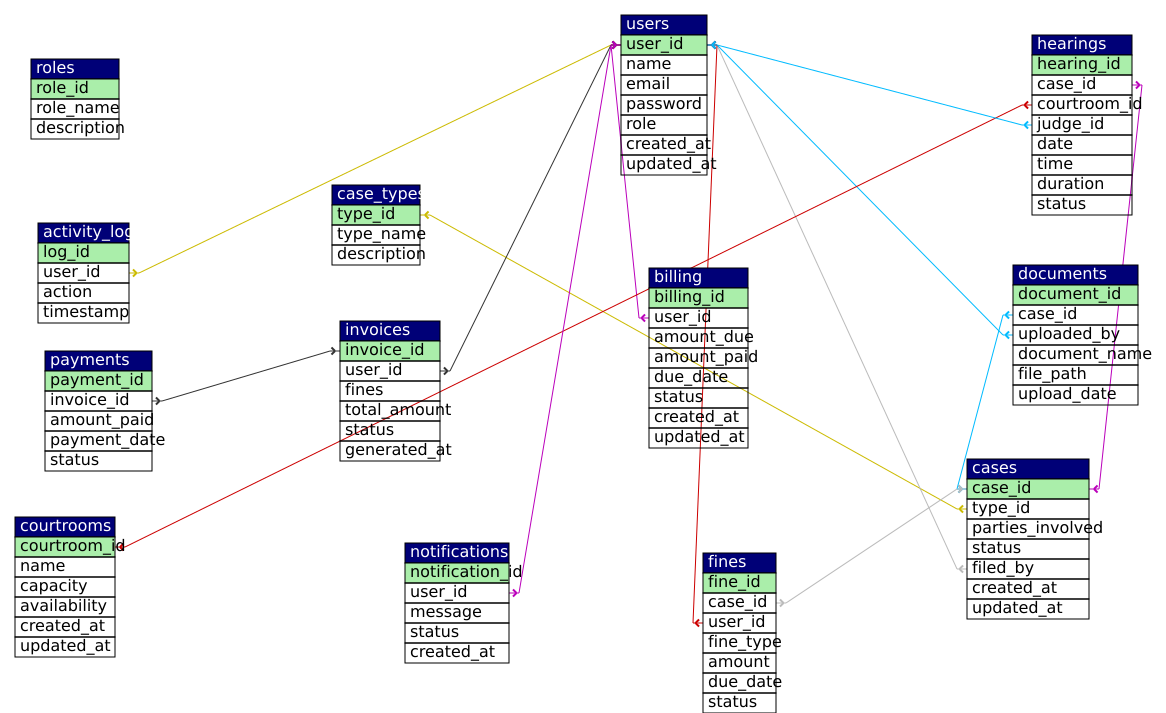 users
user_id
name
email
password
role
created_at
updated_at
hearings
hearing_id
case_id
courtroom_id
judge_id
date
time
duration
status
roles
role_id
role_name
description
case_types
type_id
type_name
description
activity_log
log_id
user_id
action
timestamp
billing
billing_id
user_id
amount_due
amount_paid
due_date
status
created_at
updated_at
documents
document_id
case_id
uploaded_by
document_name
file_path
upload_date
invoices
invoice_id
user_id
fines
total_amount
status
generated_at
payments
payment_id
invoice_id
amount_paid
payment_date
status
cases
case_id
type_id
parties_involved
status
filed_by
created_at
updated_at
courtrooms
courtroom_id
name
capacity
availability
created_at
updated_at
notifications
notification_id
user_id
message
status
created_at
fines
fine_id
case_id
user_id
fine_type
amount
due_date
status